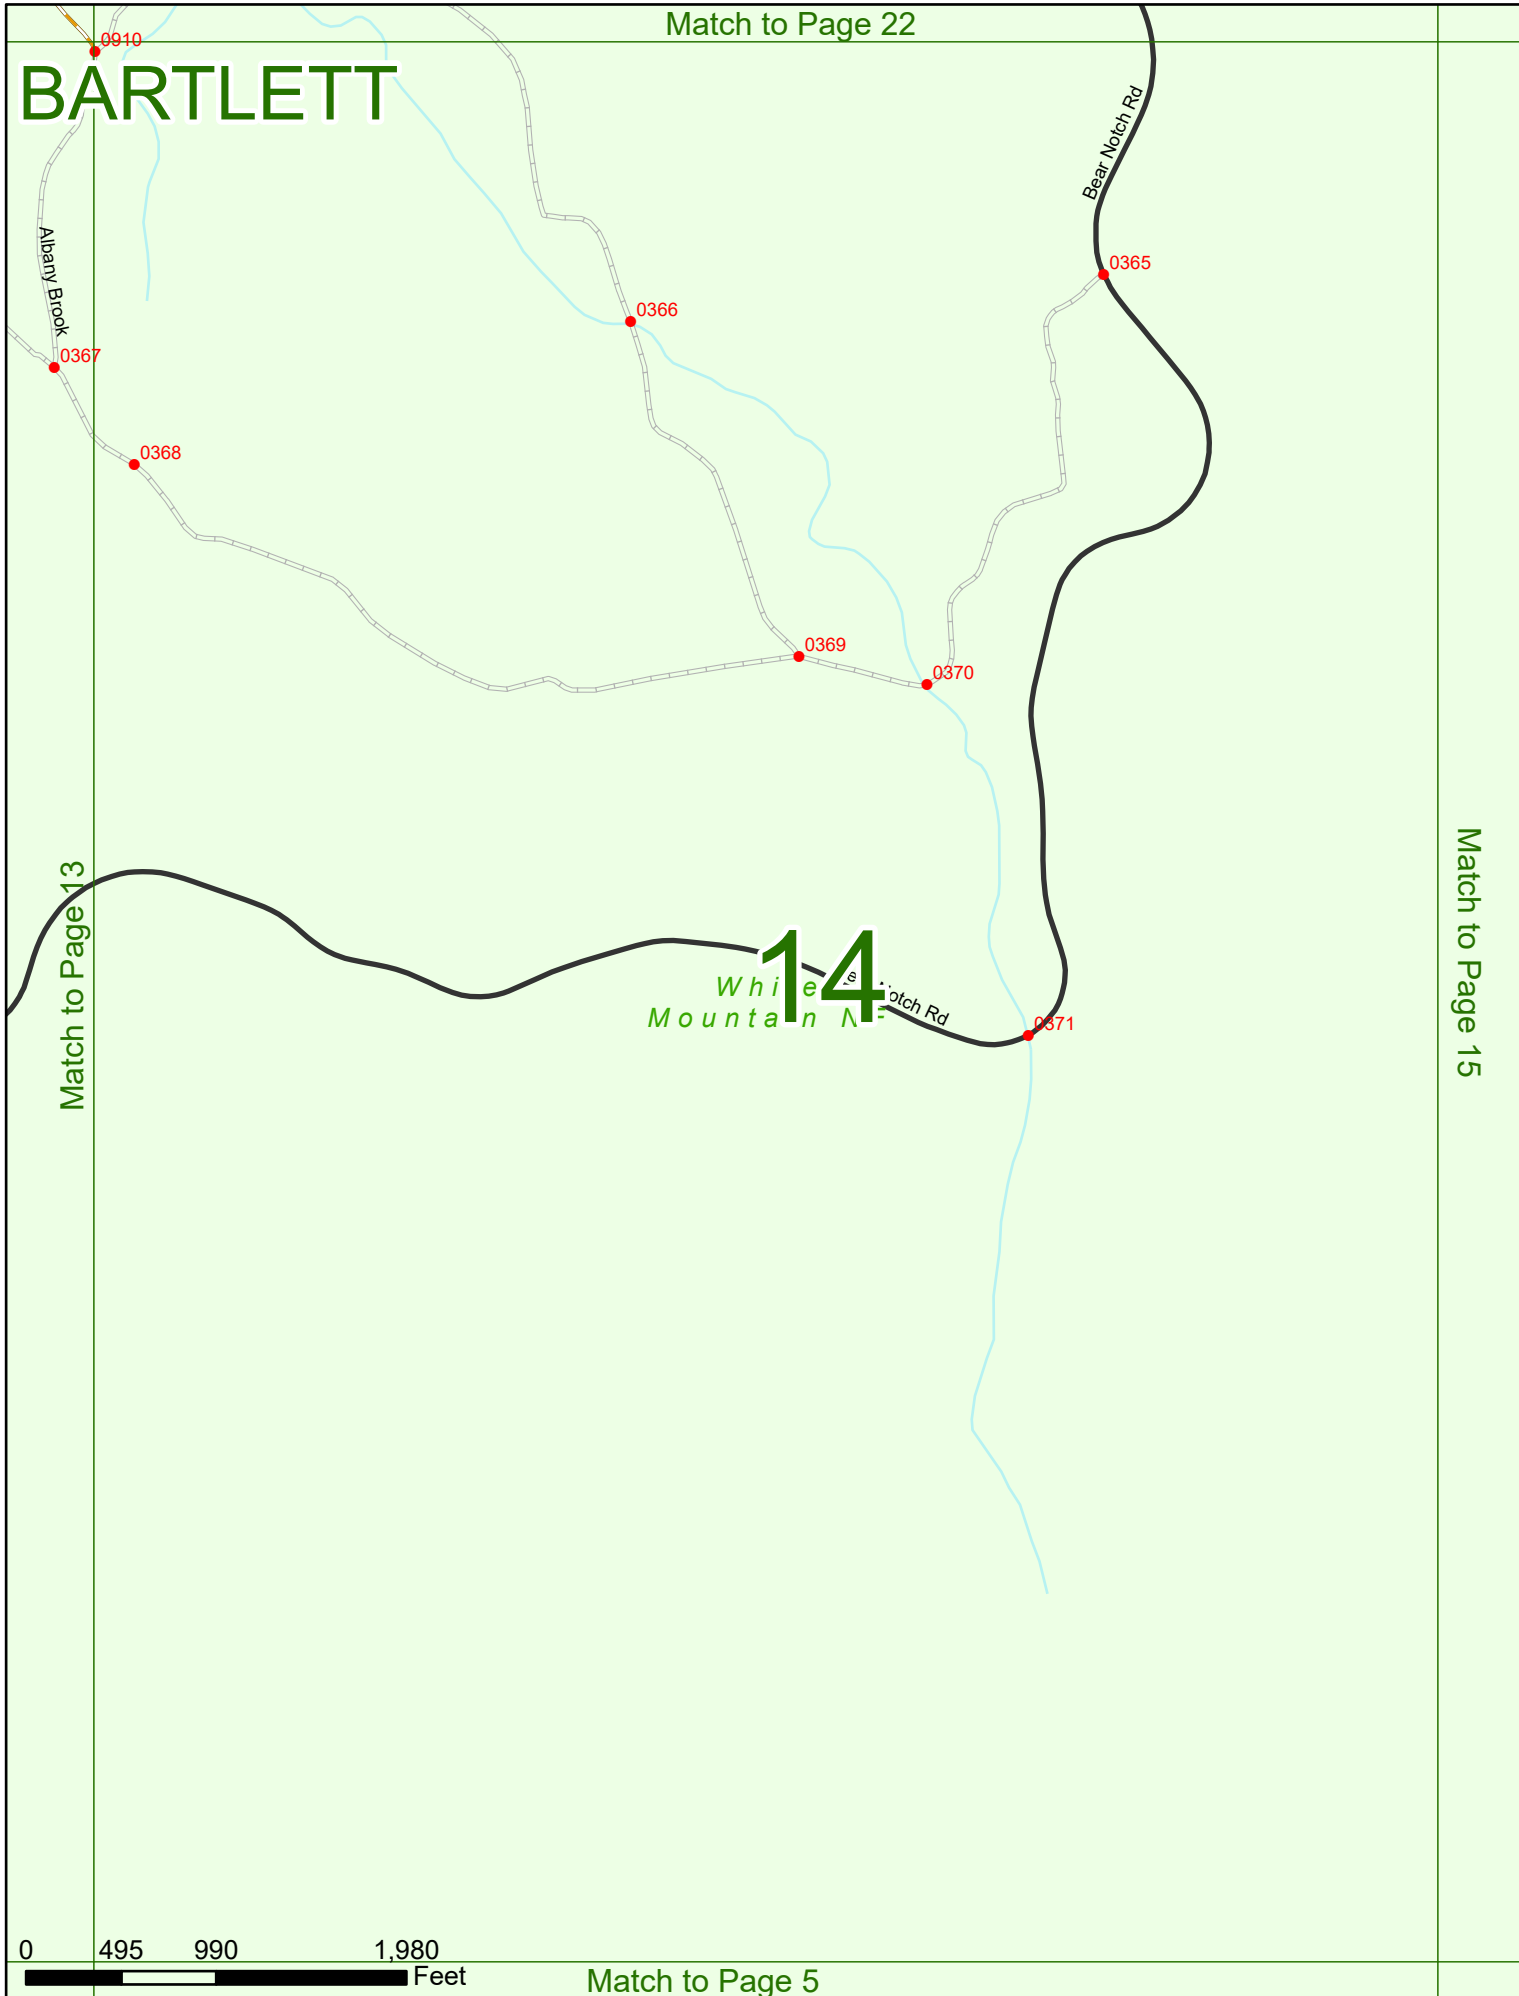 Match to Page 22
0910
BARTLETT
Bear Notch Rd
Albany Brook
0365
0366
0367
0368
0369
0370
Match to Page 13
Match to Page 15
14
Mountain
Notch Rd
0371
0 495 990 1,980
Feet
Match to Page 5